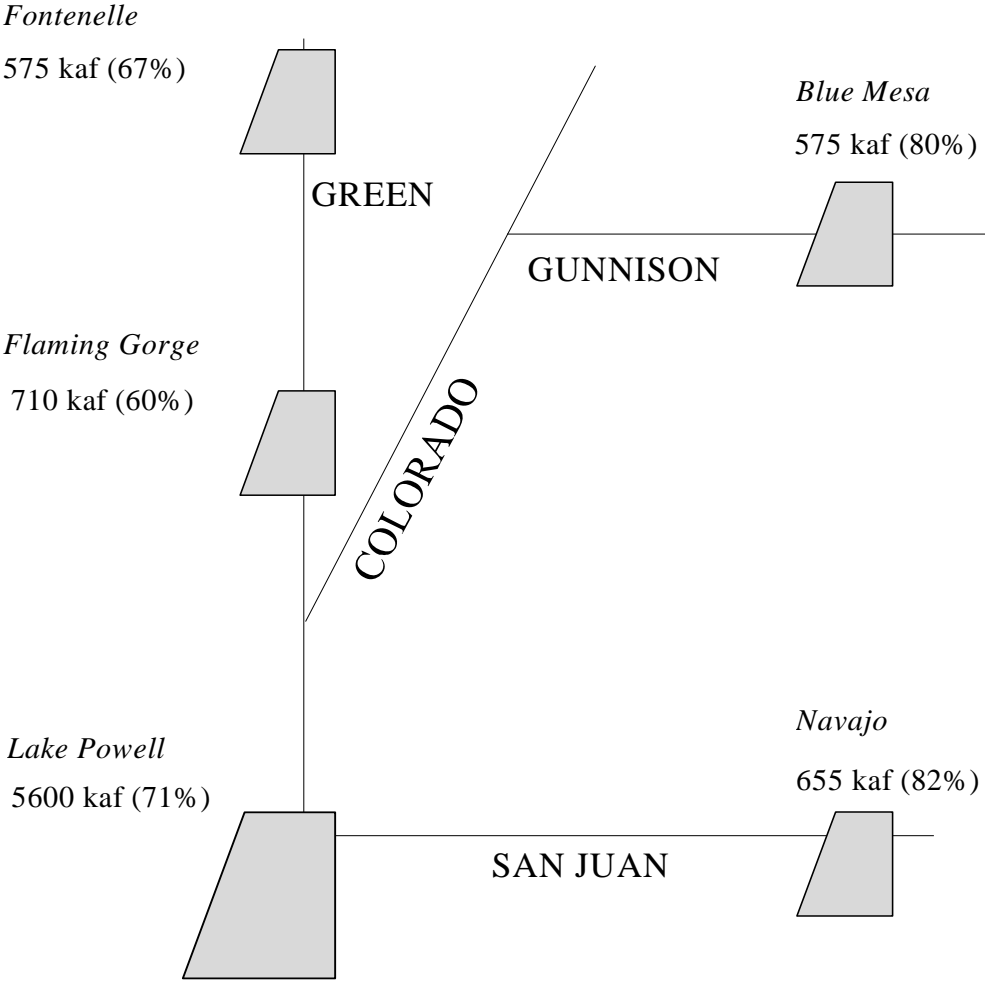 Fontenelle
575 kaf (67%)
Blue Mesa
575 kaf (80%)
GREEN
GUNNISON
Flaming Gorge
710 kaf (60%)
COLORADO
Navajo
655 kaf (82%)
Lake Powell
5600 kaf (71%)
SAN JUAN